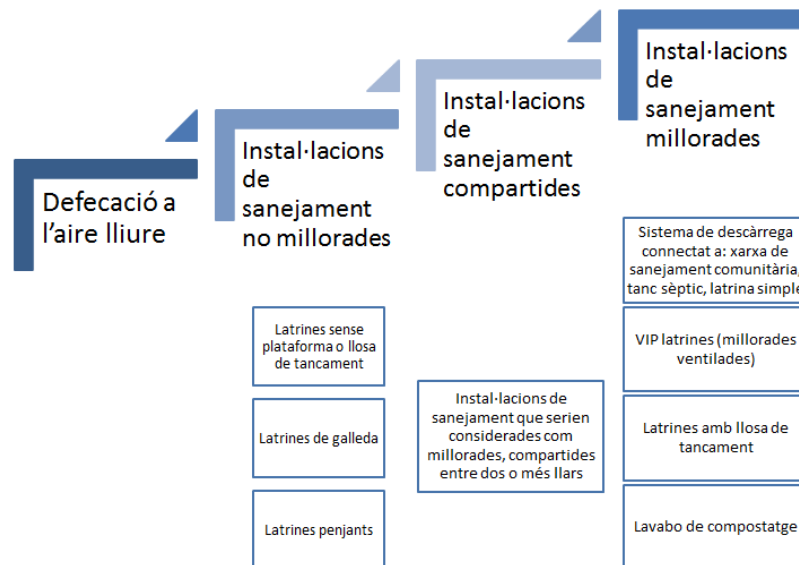 Defecació a
l'aire lliure
Instal·lacions
de
sanejament
no millorades
Latrines sense
plataforma o llosa
de tancament
Latrines de galleda
Latrines penjants
Instal·lacions
de
sanejament
compartides
Instal·lacions de
sanejament que serien
considerades com
millorades, compartides
entre dos o més llars
Instal·lacions
de
sanejament
millorades
Sistema de descàrrega
connectat a: xarxa de
sanejament comunitària,
tanc sèptic, latrina simple
VIP latrines (millorades
ventilades)
Latrines amb llosa de
tancament
Lavabo de compostatge